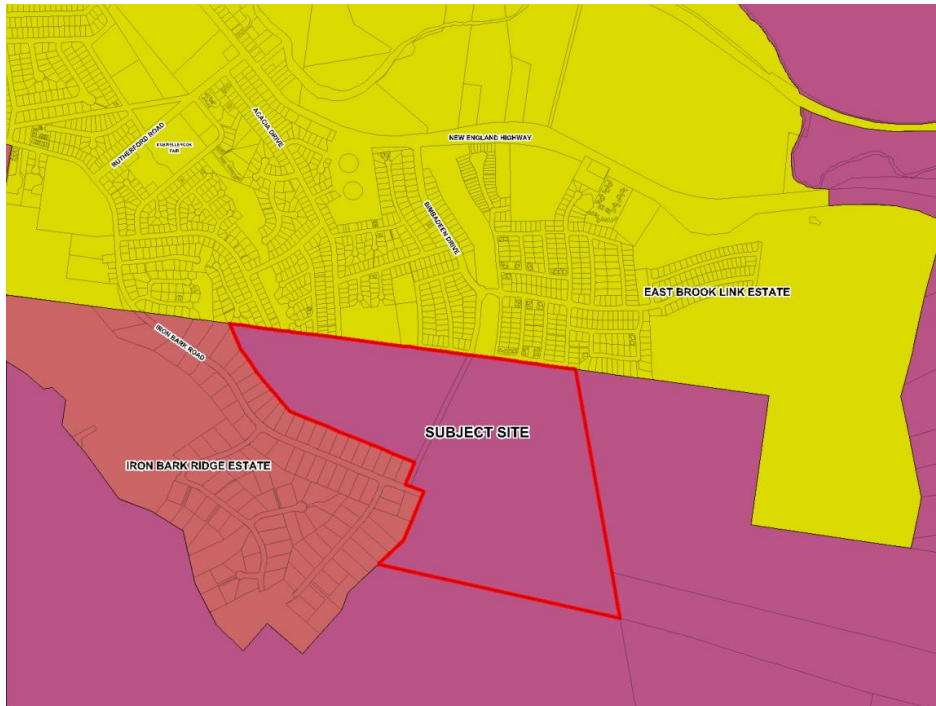 NEW ENGLAND HIGHWAY
ACACIA DRIVE
RUTHERFORD ROAD
FAIR
BIMBADEEN DRIVE
EAST BROOK LINK ESTATE
IRON BARK ROAD
SUBJECT SITE
IRON BARK RIDGE ESTATE